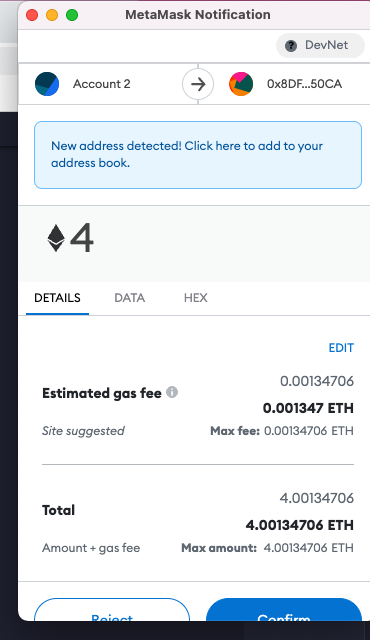 MetaMask Notification
DevNet
Account 2
0x8DF...50CA
New address detected! Click here to add to your
address book.
4
DETAILS
DATA
HEX
EDIT
0.00134706
Estimated gas fee
0.001347 ETH
Site suggested
Max fee: 0.00134706 ETH
4.00134706
Total
4.00134706 ETH
Amount + gas fee
Max amount: 4.00134706 ETH
Reject
Confirm